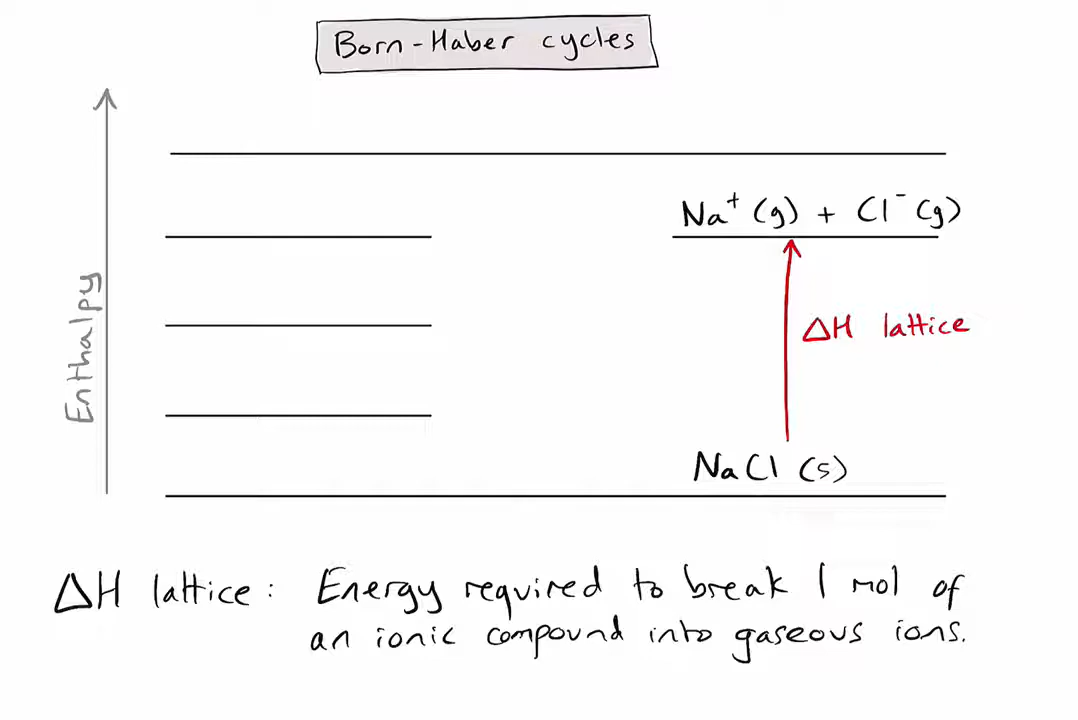 Born-Haber cycles
Enthalpy
Na⁺ (g) + Cl⁻ (g)
ΔH lattice
NaCl (s)
ΔH lattice: Energy required to break 1 mol of
an ionic compound into gaseous ions.